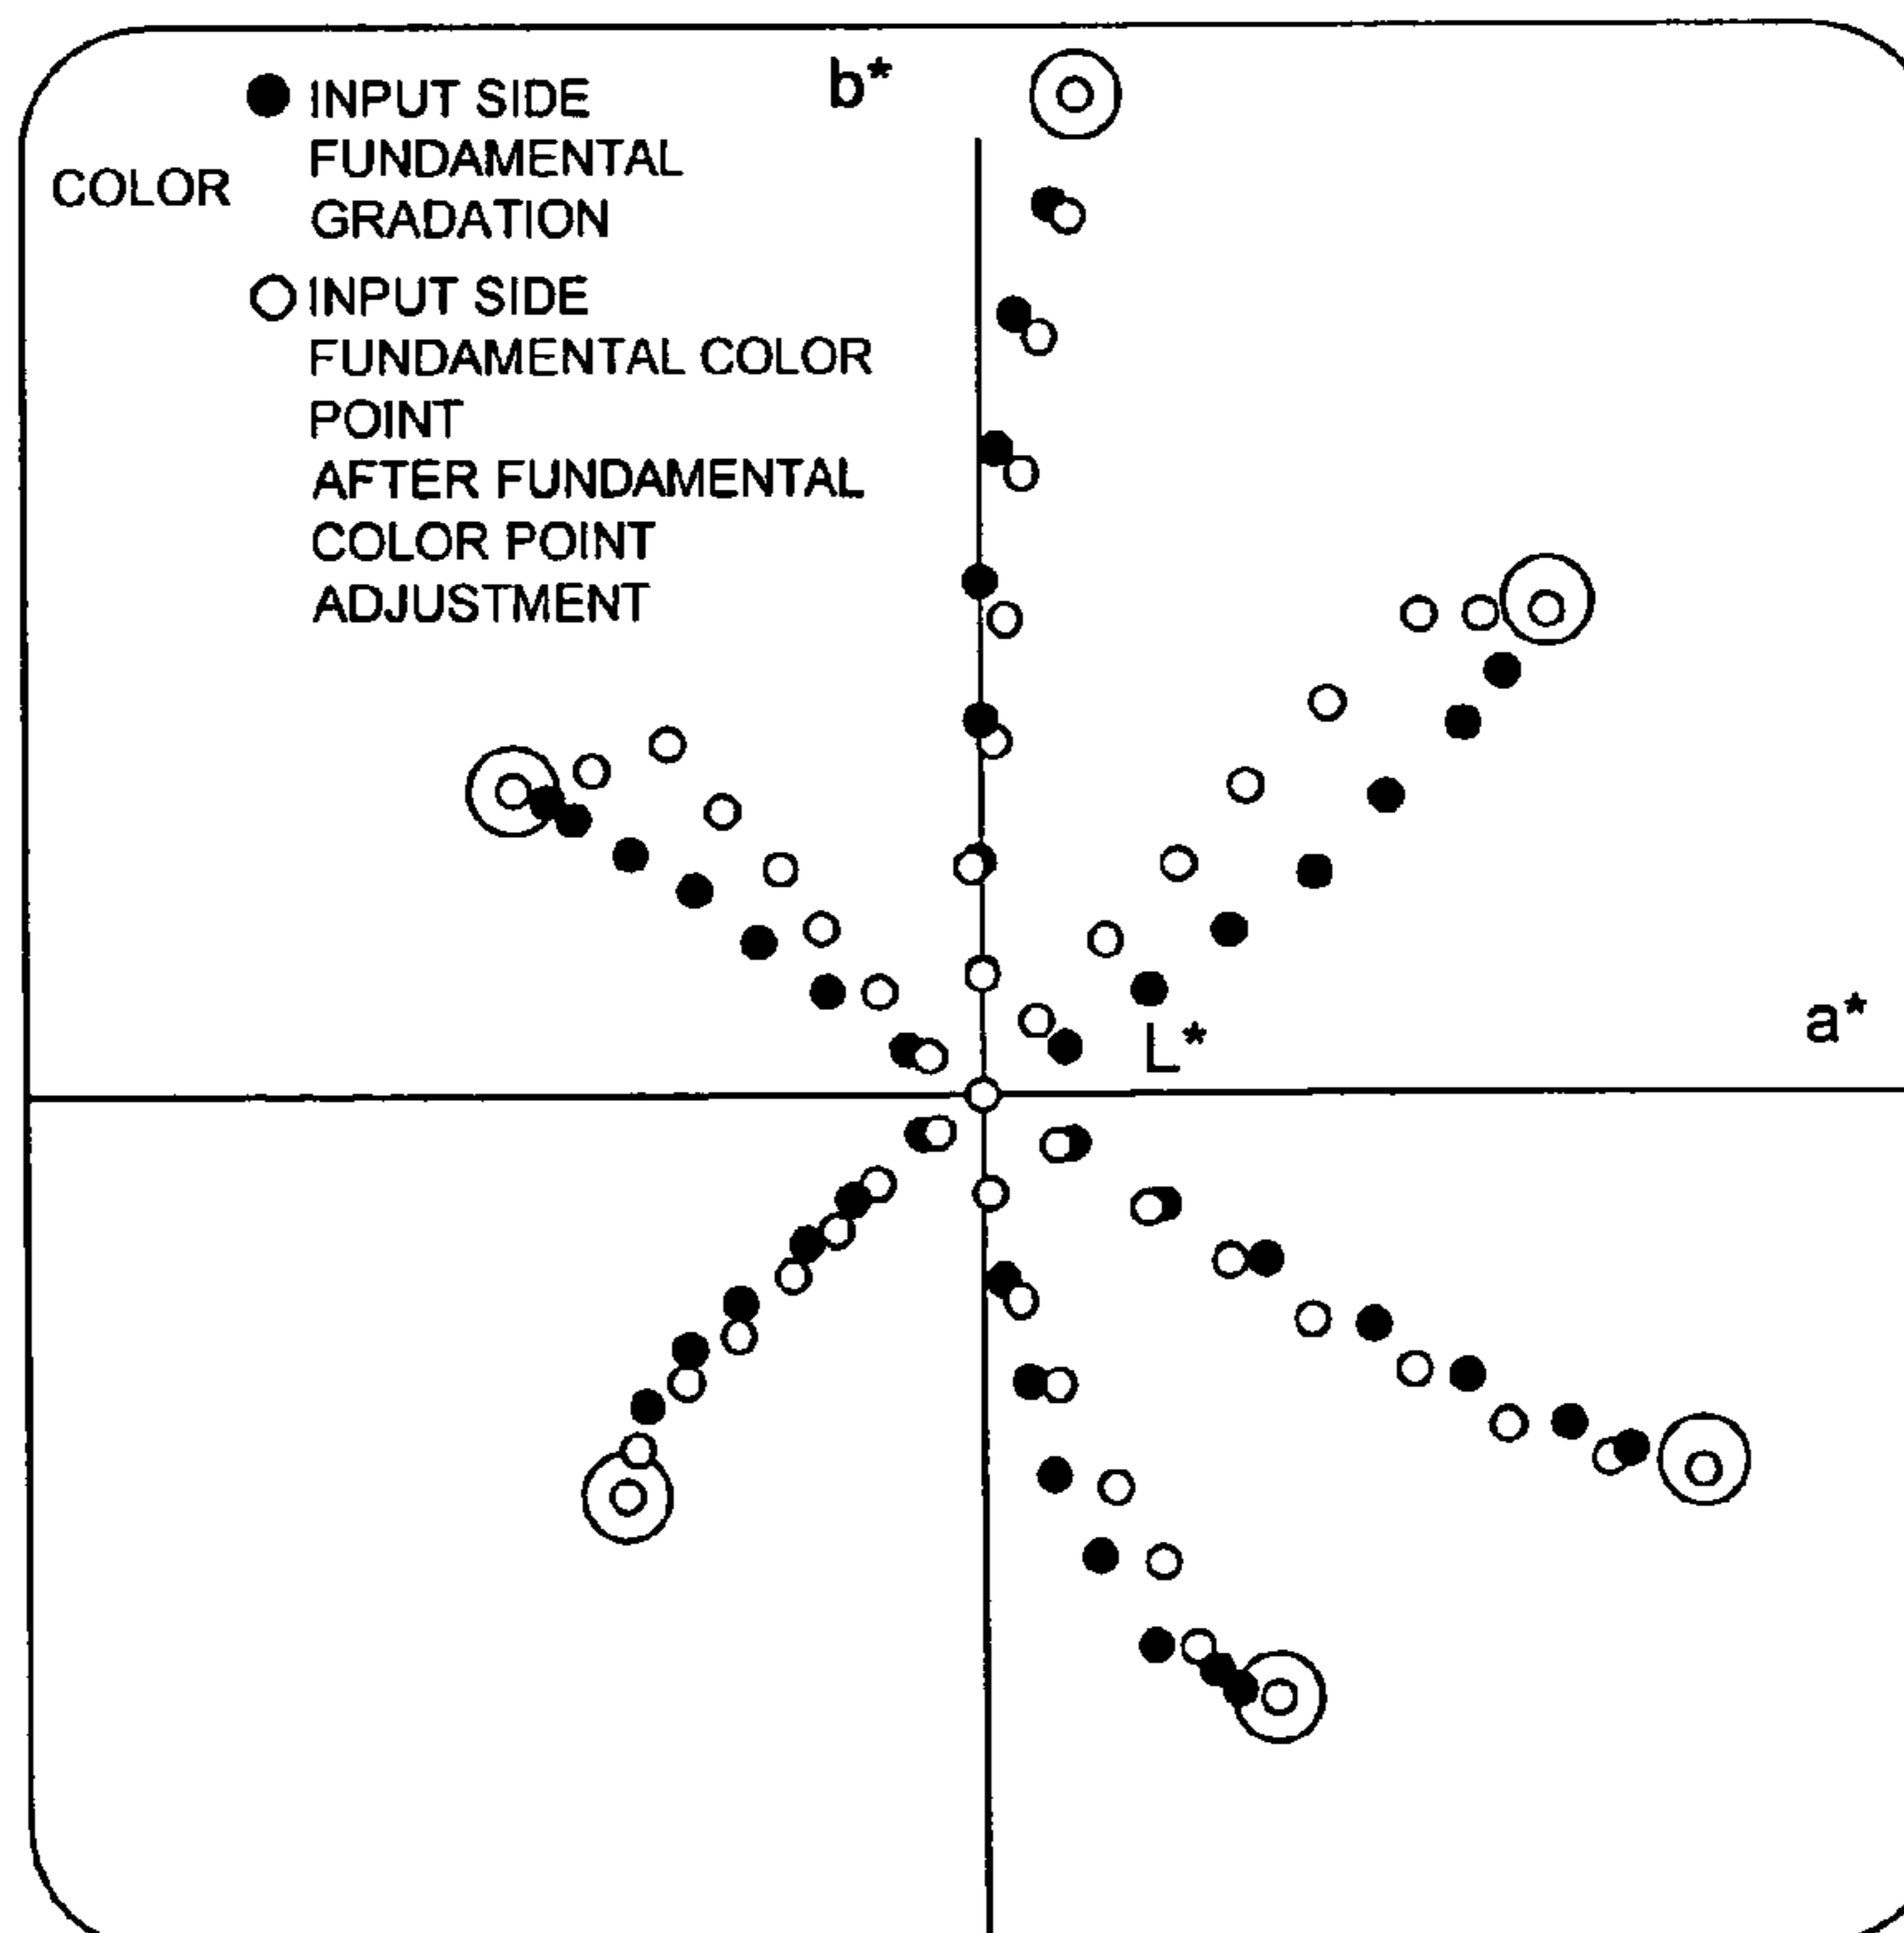 b*
INPUT SIDE
FUNDAMENTAL
GRADATION
COLOR
INPUT SIDE
FUNDAMENTAL COLOR
POINT
AFTER FUNDAMENTAL
COLOR POINT
ADJUSTMENT
a*
L*